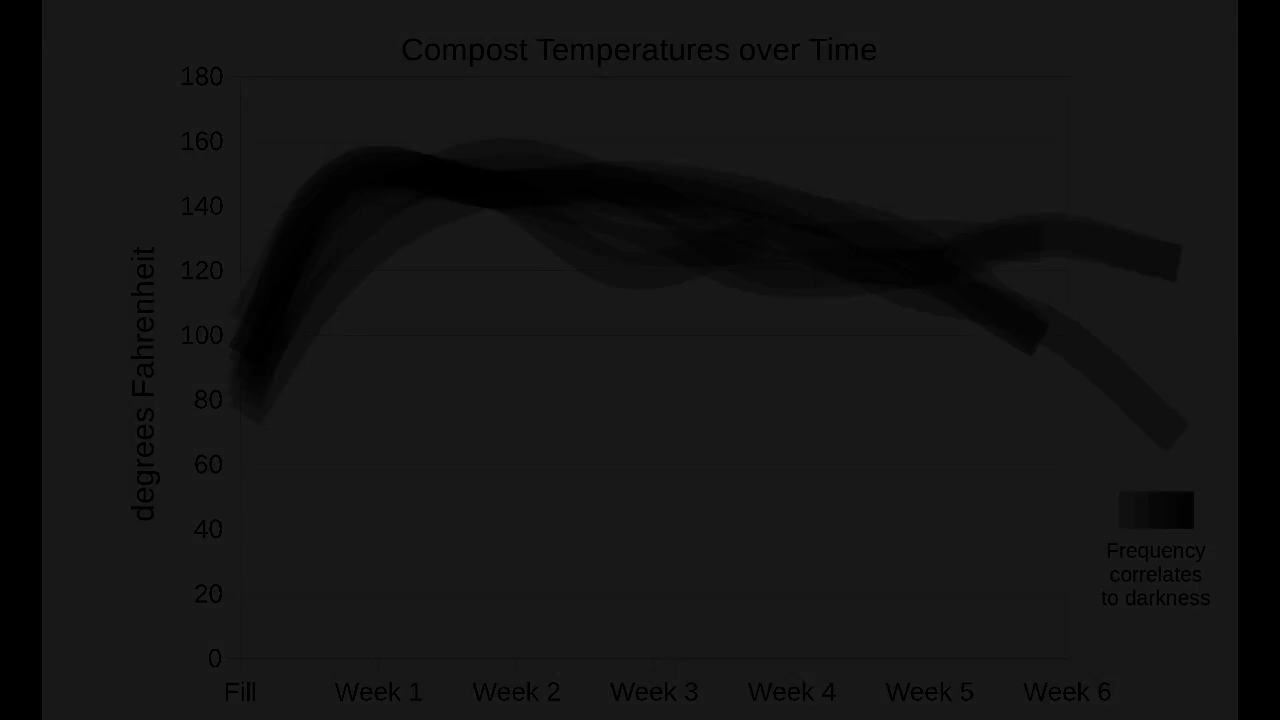 Compost Temperatures over Time
180
160
140
120
100
80
60
40
20
0
degrees Fahrenheit
Fill
Week 1
Week 2
Week 3
Week 4
Week 5
Week 6
Frequency
correlates
to darkness